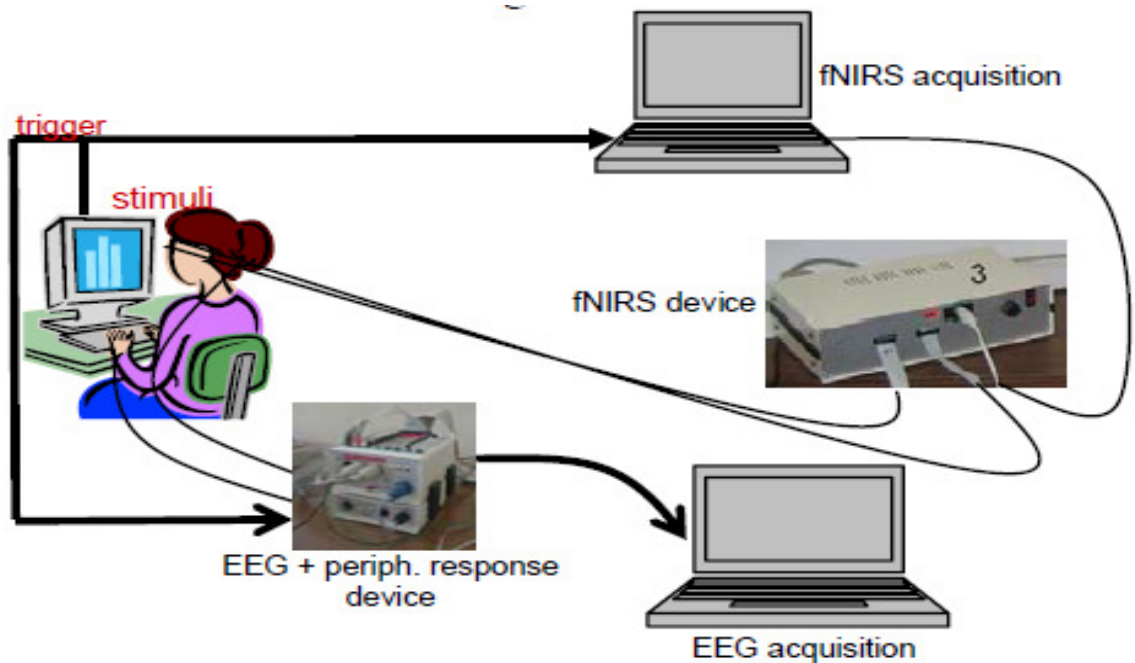 fNIRS acquisition
trigger
stimuli
3
fNIRS device
EEG + periph. response
device
EEG acquisition